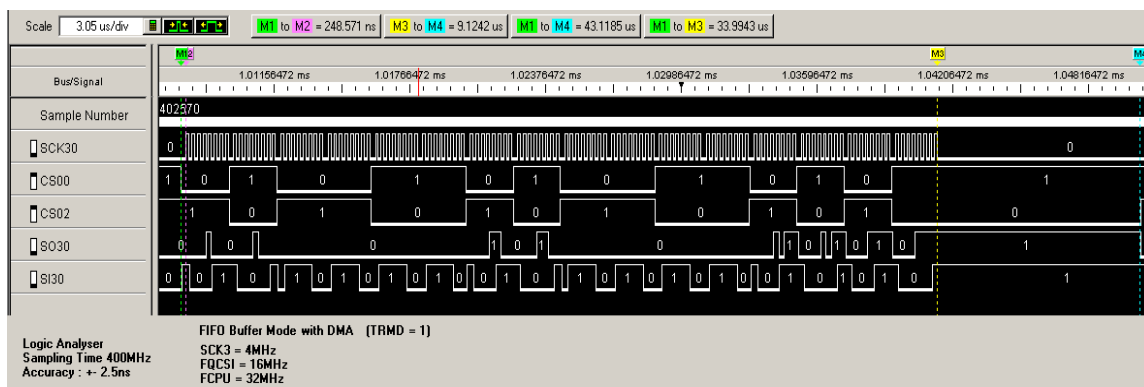 Scale 3.05 us/div M1 to M2 = 248.571 ns M3 to M4 = 9.1242 us M1 to M4 = 43.1185 us M1 to M3 = 33.9943 us
M1 2 M3 M4
Bus/Signal 1.01156472 ms 1.01766472 ms 1.02376472 ms 1.02986472 ms 1.03596472 ms 1.04206472 ms 1.04816472 ms
Sample Number 402570
SCK30 0 0
CS00 1 0 1 0 1 0 1 0 1 0 1 0 1
CS02 1 0 1 0 1 0 1 0 1 0 1 0
SO30 0 0 0 1 0 1 0 1 0 1 0 1 0 1
SI30 0 0 1 0 1 0 1 0 1 0 1 0 1 0 0 1 0 1 0 1 0 1 0 1 0 1 0 1 0 1
FIFO Buffer Mode with DMA (TRMD = 1)
Logic Analyser
Sampling Time 400MHz
Accuracy : +- 2.5ns
SCK3 = 4MHz
FQCSI = 16MHz
FCPU = 32MHz